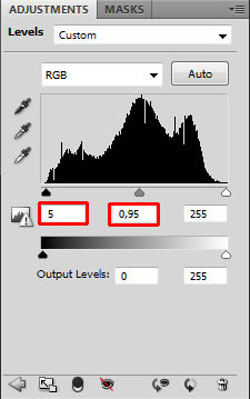 ADJUSTMENTS MASKS
Levels Custom
RGB Auto
5 0,95 255
Output Levels: 0 255